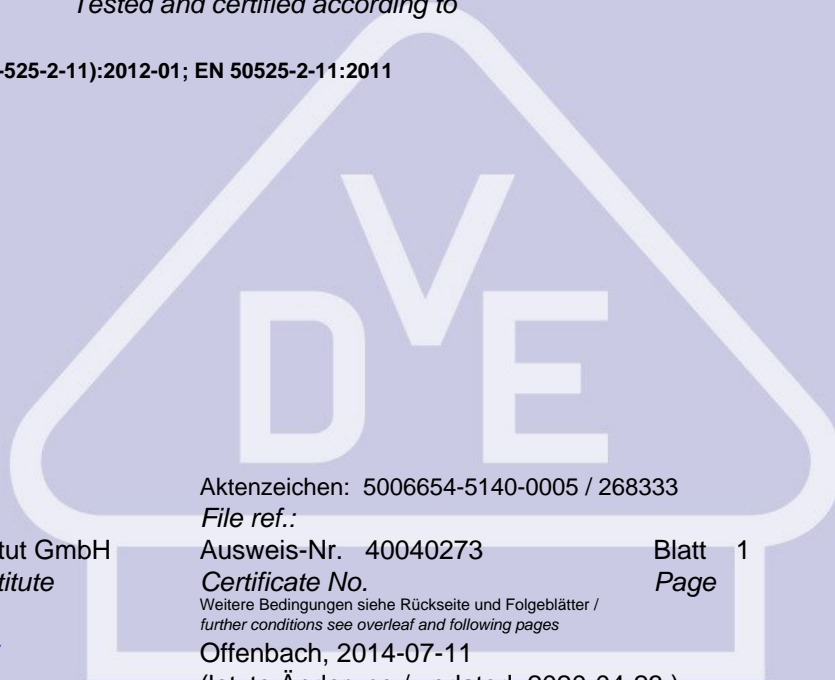 Tested and certified according to
-525-2-11):2012-01; EN 50525-2-11:2011
VDE
Aktenzeichen: 5006654-5140-0005 / 268333
File ref.:
tut GmbH Ausweis-Nr. 40040273 Blatt 1
titute Certificate No. Page
Weitere Bedingungen siehe Rückseite und Folgeblätter /
further conditions see overleaf and following pages
Offenbach, 2014-07-11